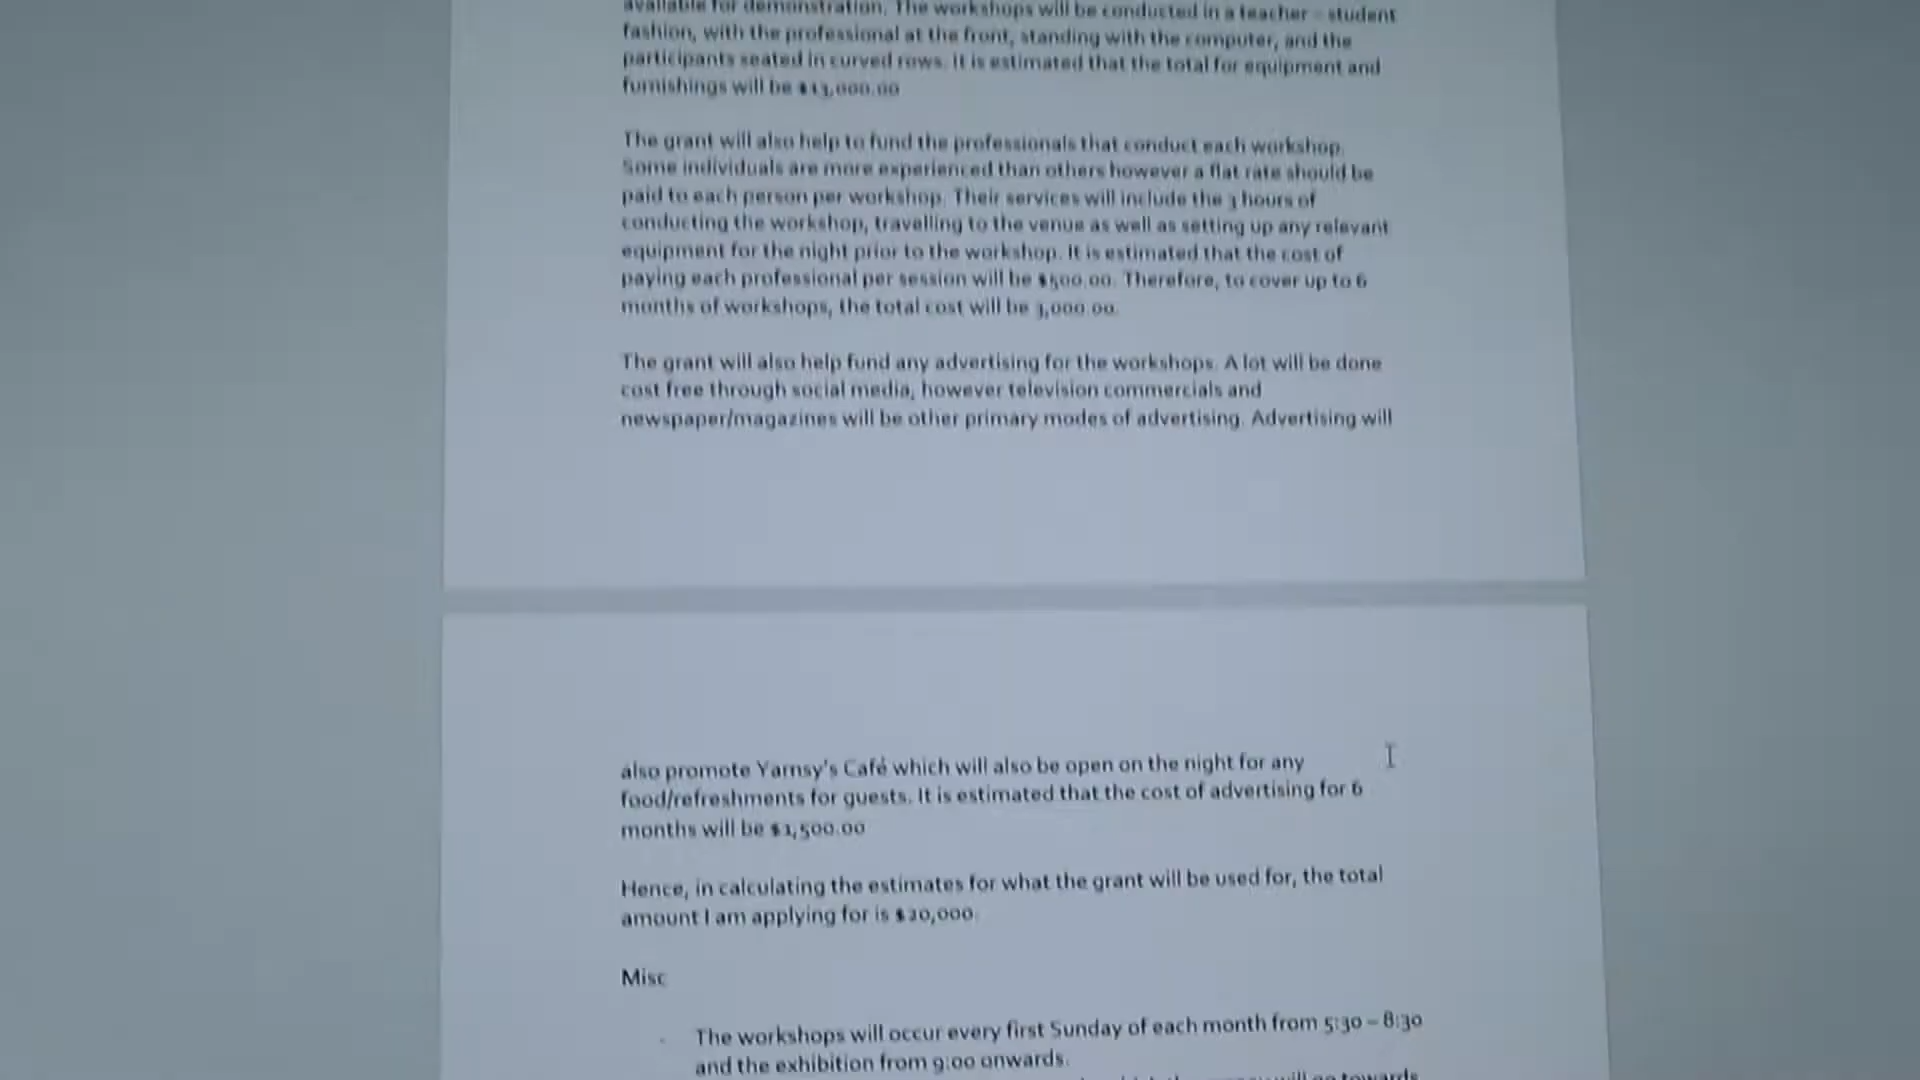 available for demonstration. The workshops will be conducted in a teacher – student
fashion, with the professional at the front, standing with the computer, and the
participants seated in curved rows. It is estimated that the total for equipment and
furnishings will be $13,000.00
The grant will also help to fund the professionals that conduct each workshop.
Some individuals are more experienced than others however a flat rate should be
paid to each person per workshop. Their services will include the 3 hours of
conducting the workshop, travelling to the venue as well as setting up any relevant
equipment for the night prior to the workshop. It is estimated that the cost of
paying each professional per session will be $500.00. Therefore, to cover up to 6
months of workshops, the total cost will be 3,000.00.
The grant will also help fund any advertising for the workshops. A lot will be done
cost free through social media, however television commercials and
newspaper/magazines will be other primary modes of advertising. Advertising will
also promote Yarnsy's Café which will also be open on the night for any
food/refreshments for guests. It is estimated that the cost of advertising for 6
months will be
Hence, in calculating the estimates for what the grant will be used for, the total
amount I am applying for is $20,000.
Misc
- The workshops will occur every first Sunday of each month from 5:30 – 8:30
and the exhibition from 9:00 onwards.
will go towards